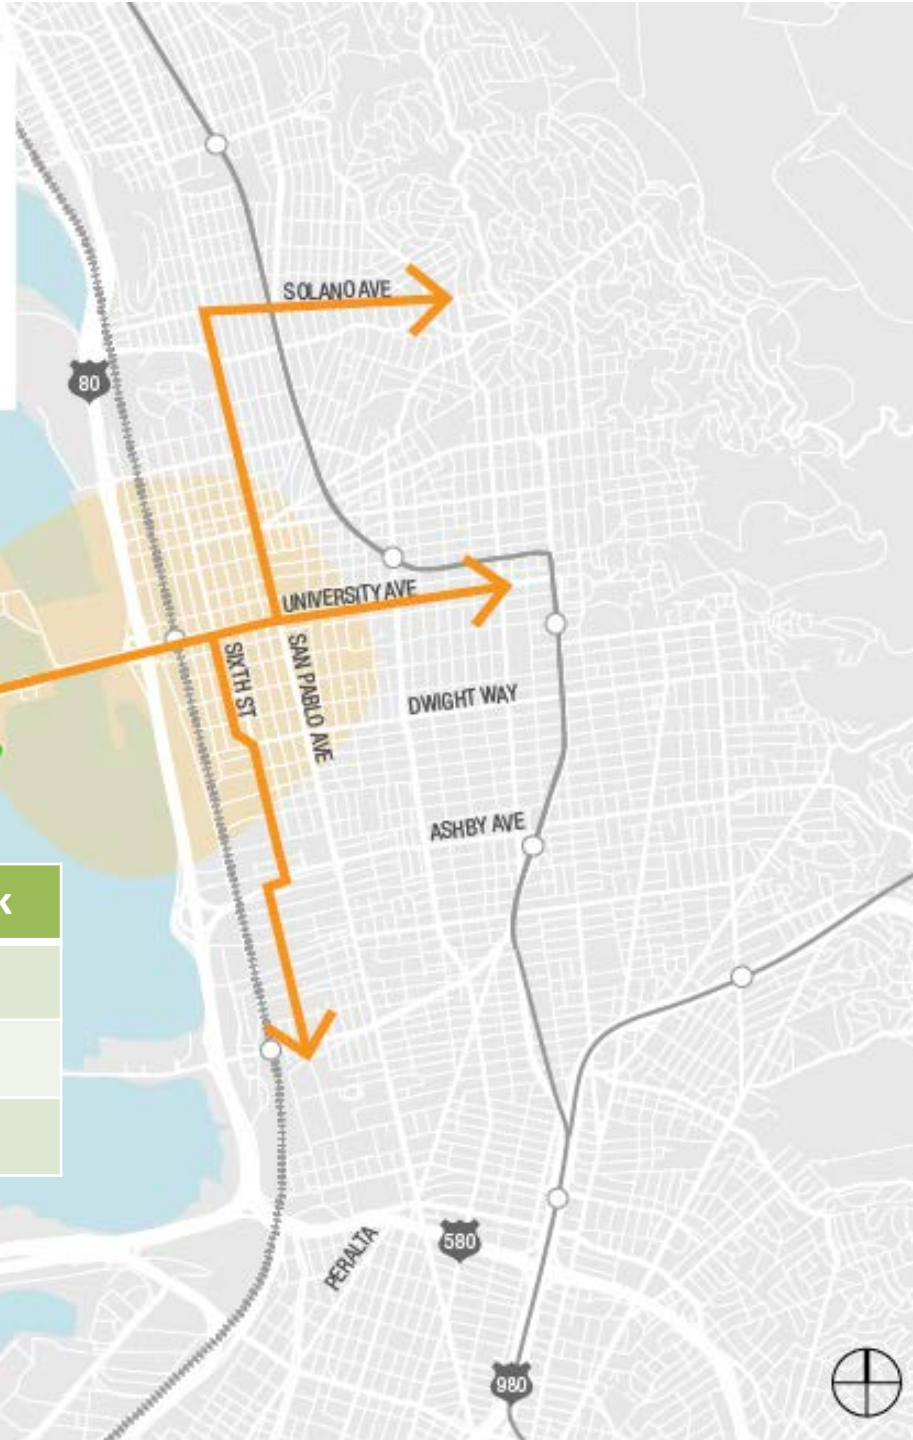 SOLANO AVE
80
UNIVERSITY AVE
SIXTH ST
SAN PABLO AVE
DWIGHT WAY
ASHBY AVE
k
PERALTA
580
980